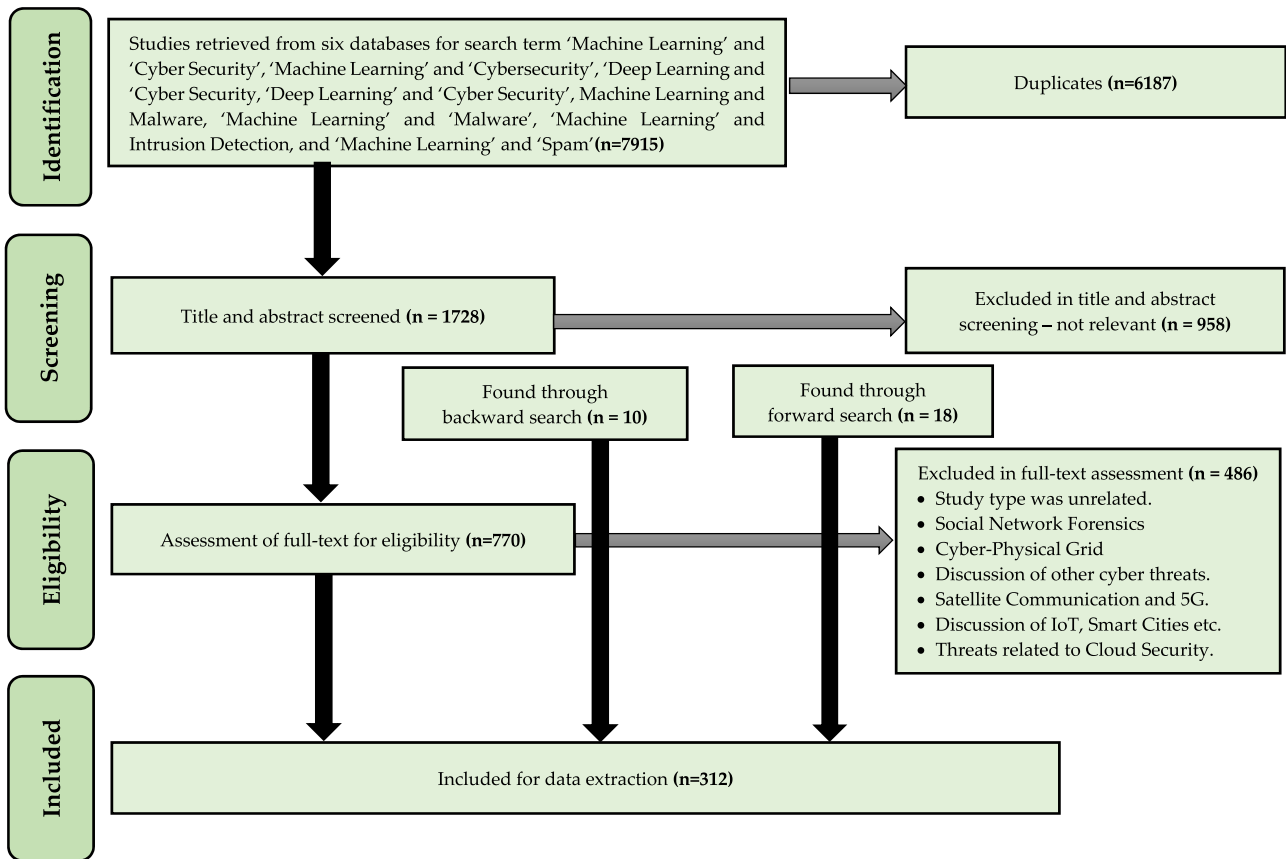 Identification
Studies retrieved from six databases for search term ‘Machine Learning’ and
‘Cyber Security’, ‘Machine Learning’ and ‘Cybersecurity’, ‘Deep Learning and
‘Cyber Security, ‘Deep Learning’ and ‘Cyber Security’, Machine Learning and
Malware, ‘Machine Learning’ and ‘Malware’, ‘Machine Learning’ and
Intrusion Detection, and ‘Machine Learning’ and ‘Spam’(n=7915)
Duplicates (n=6187)
Screening
Title and abstract screened (n = 1728)
Excluded in title and abstract
screening – not relevant (n = 958)
Found through
backward search (n = 10)
Found through
forward search (n = 18)
Eligibility
Assessment of full-text for eligibility (n=770)
Excluded in full-text assessment (n = 486)
• Study type was unrelated.
• Social Network Forensics
• Cyber-Physical Grid
• Discussion of other cyber threats.
• Satellite Communication and 5G.
• Discussion of IoT, Smart Cities etc.
• Threats related to Cloud Security.
Included
Included for data extraction (n=312)